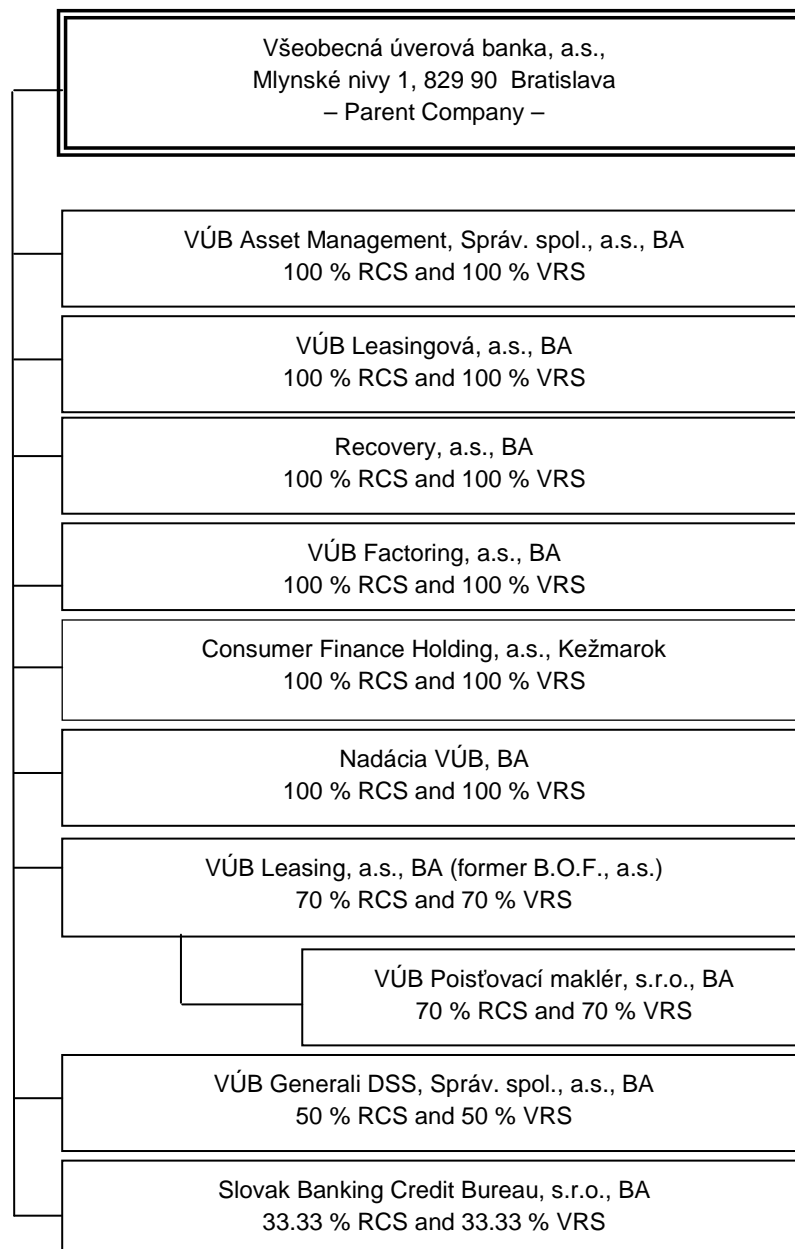 Všeobecná úverová banka, a.s.,
Mlynské nivy 1, 829 90 Bratislava
– Parent Company –
VÚB Asset Management, Správ. spol., a.s., BA
100 % RCS and 100 % VRS
VÚB Leasingová, a.s., BA
100 % RCS and 100 % VRS
Recovery, a.s., BA
100 % RCS and 100 % VRS
VÚB Factoring, a.s., BA
100 % RCS and 100 % VRS
Consumer Finance Holding, a.s., Kežmarok
100 % RCS and 100 % VRS
Nadácia VÚB, BA
100 % RCS and 100 % VRS
VÚB Leasing, a.s., BA (former B.O.F., a.s.)
70 % RCS and 70 % VRS
VÚB Poisťovací maklér, s.r.o., BA
70 % RCS and 70 % VRS
VÚB Generali DSS, Správ. spol., a.s., BA
50 % RCS and 50 % VRS
Slovak Banking Credit Bureau, s.r.o., BA
33.33 % RCS and 33.33 % VRS